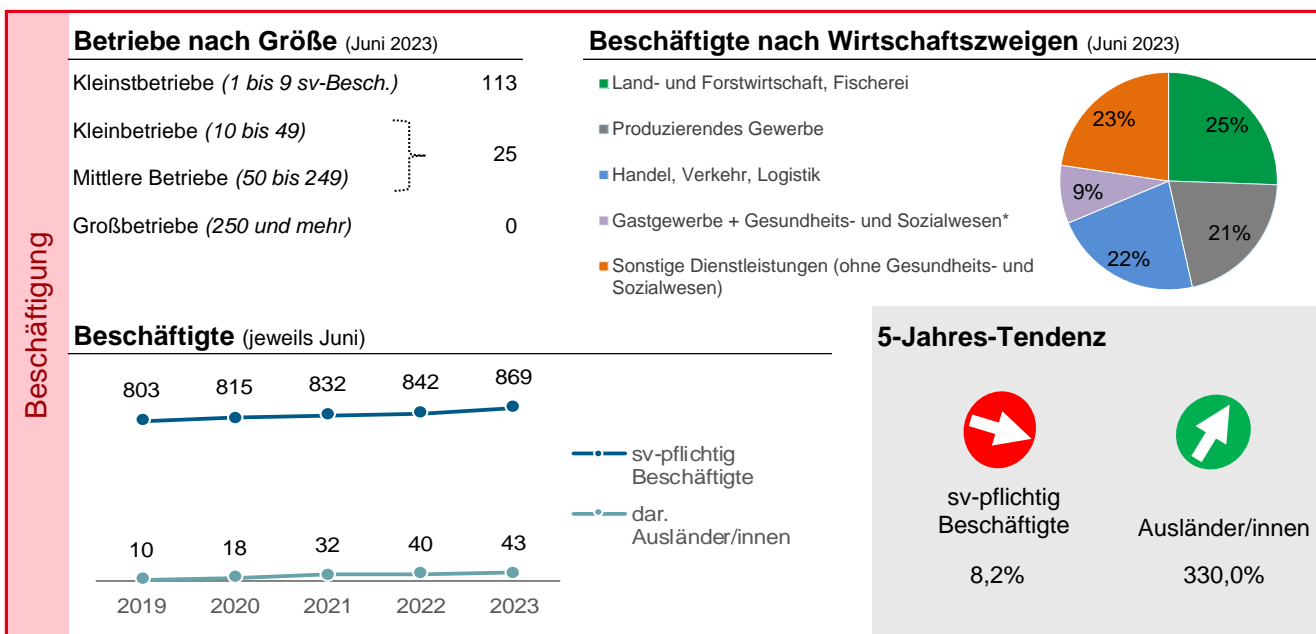 Beschäftigung
Betriebe nach Größe (Juni 2023)
Kleinstbetriebe (1 bis 9 sv-Besch.) 113
Kleinbetriebe (10 bis 49)
25
Mittlere Betriebe (50 bis 249)
Großbetriebe (250 und mehr) 0
Beschäftigte nach Wirtschaftszweigen (Juni 2023)
Land- und Forstwirtschaft, Fischerei
Produzierendes Gewerbe
Handel, Verkehr, Logistik
Gastgewerbe + Gesundheits- und Sozialwesen*
Sonstige Dienstleistungen (ohne Gesundheits- und
Sozialwesen)
23% 25%
9%
21%
22%
Beschäftigte (jeweils Juni)
803 815 832 842 869
sv-pflichtig
Beschäftigte
dar.
Ausländer/innen
10 18 32 40 43
2019 2020 2021 2022 2023
5-Jahres-Tendenz
sv-pflichtig
Beschäftigte
8,2%
Ausländer/innen
330,0%